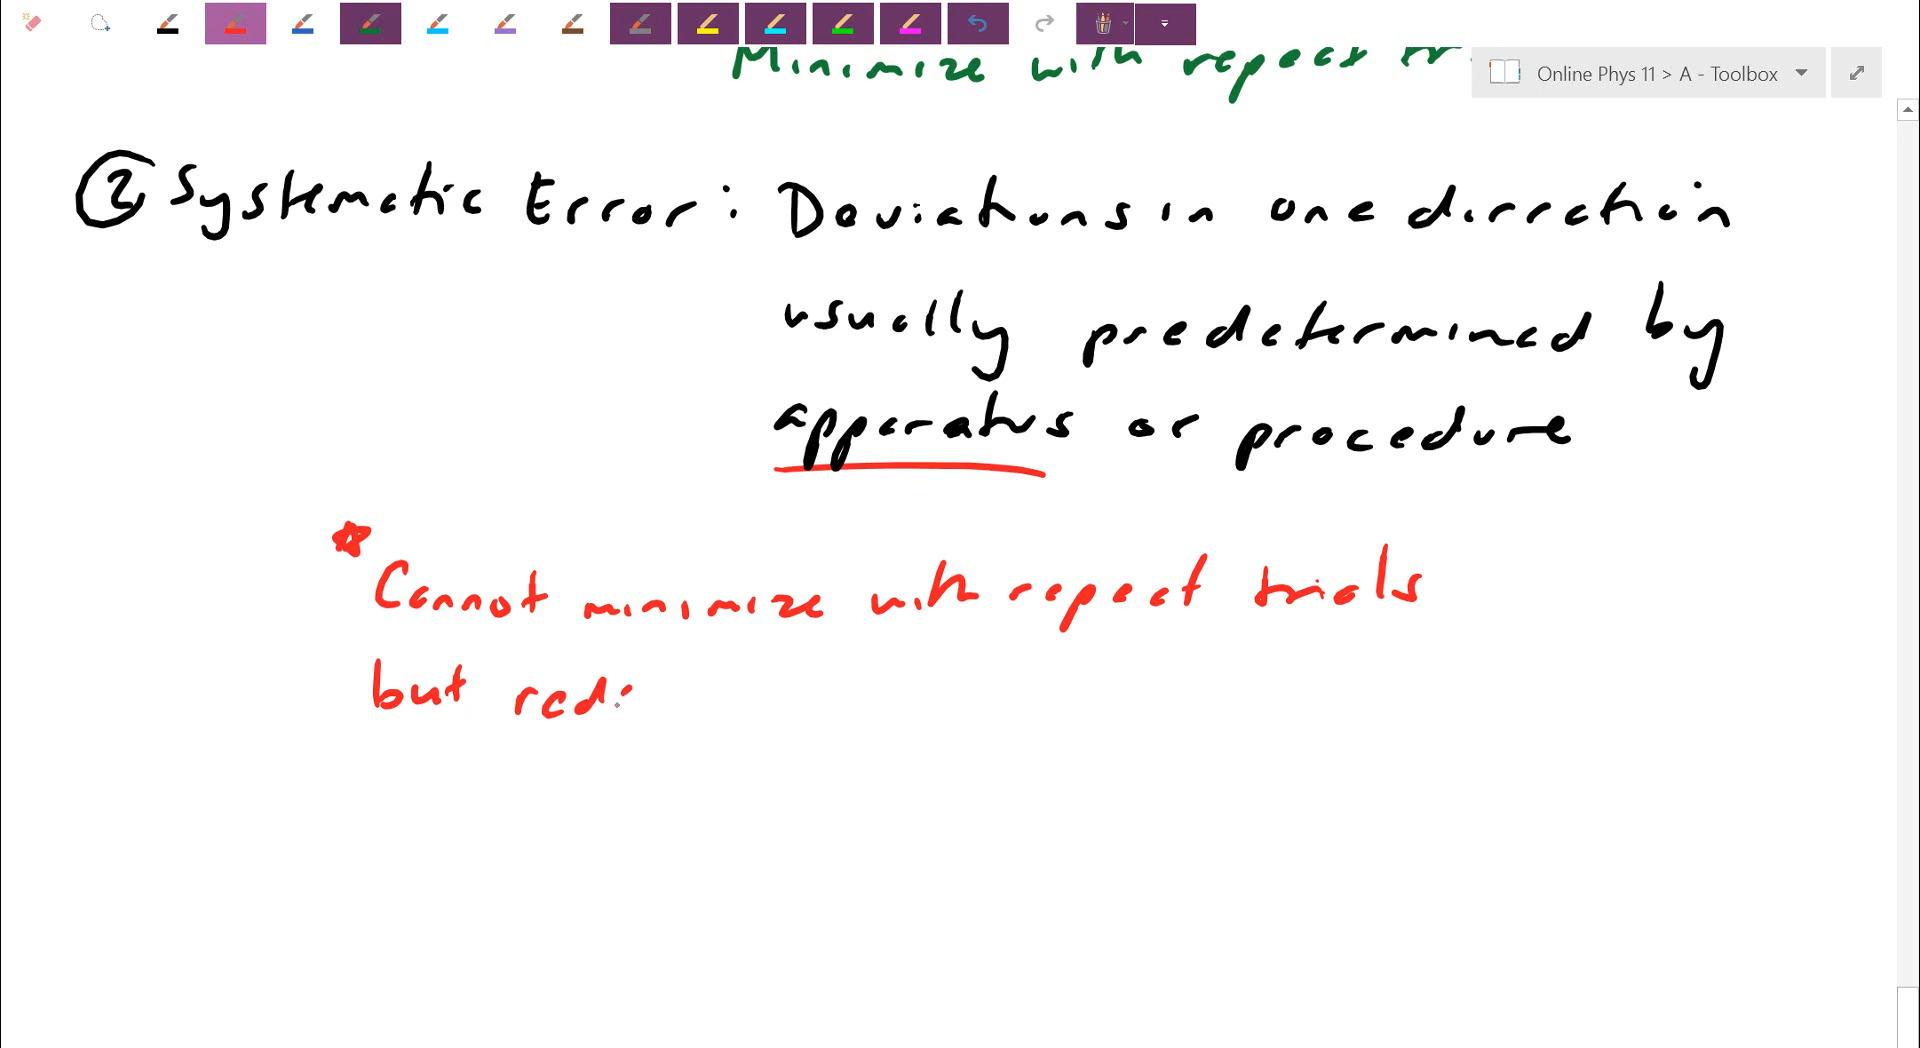 Minimize with repeat tr
Online Phys 11 > A - Toolbox
② Systematic Error: Deviations in one direction
usually predetermined by
apparatus or procedure
* Cannot minimize with repeat trials
but red